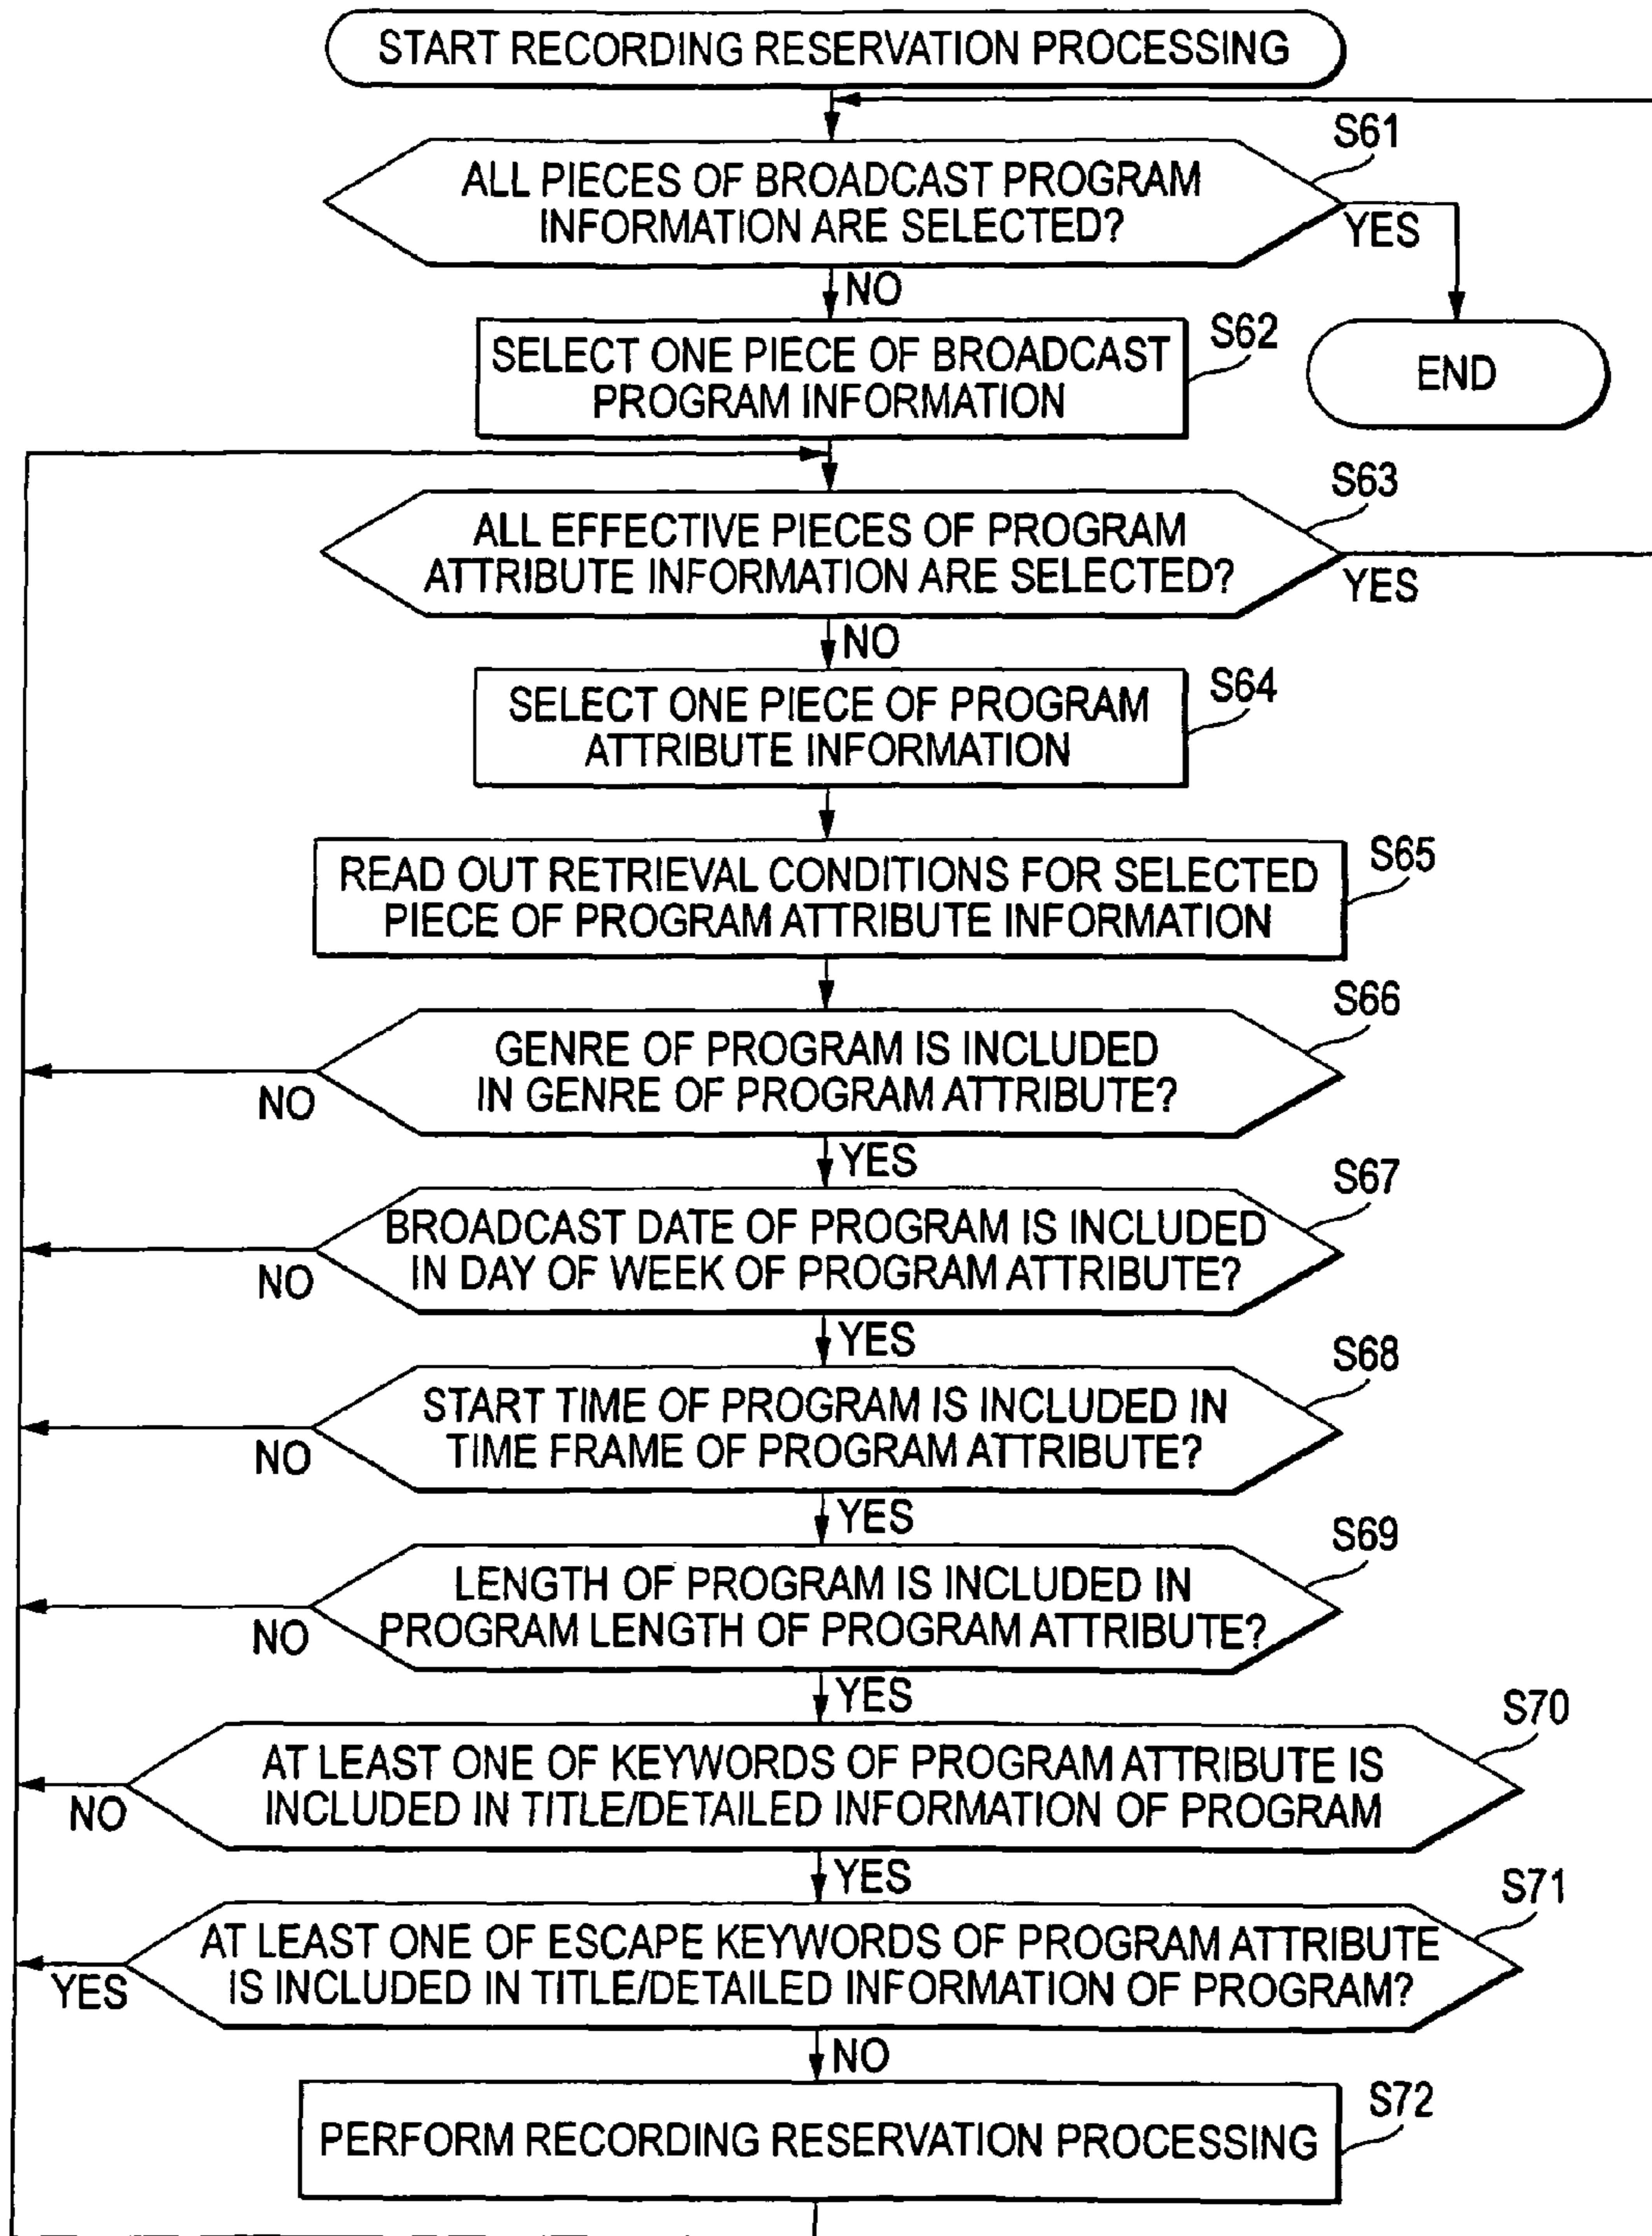 START RECORDING RESERVATION PROCESSING
S61
ALL PIECES OF BROADCAST PROGRAM
INFORMATION ARE SELECTED?
YES
NO
S62
SELECT ONE PIECE OF BROADCAST
PROGRAM INFORMATION
END
S63
ALL EFFECTIVE PIECES OF PROGRAM
ATTRIBUTE INFORMATION ARE SELECTED?
YES
NO
S64
SELECT ONE PIECE OF PROGRAM
ATTRIBUTE INFORMATION
S65
READ OUT RETRIEVAL CONDITIONS FOR SELECTED
PIECE OF PROGRAM ATTRIBUTE INFORMATION
S66
GENRE OF PROGRAM IS INCLUDED
IN GENRE OF PROGRAM ATTRIBUTE?
NO
YES
S67
BROADCAST DATE OF PROGRAM IS INCLUDED
IN DAY OF WEEK OF PROGRAM ATTRIBUTE?
NO
YES
S68
START TIME OF PROGRAM IS INCLUDED IN
TIME FRAME OF PROGRAM ATTRIBUTE?
NO
YES
S69
LENGTH OF PROGRAM IS INCLUDED IN
PROGRAM LENGTH OF PROGRAM ATTRIBUTE?
NO
YES
S70
AT LEAST ONE OF KEYWORDS OF PROGRAM ATTRIBUTE IS
INCLUDED IN TITLE/DETAILED INFORMATION OF PROGRAM
NO
YES
S71
AT LEAST ONE OF ESCAPE KEYWORDS OF PROGRAM ATTRIBUTE
IS INCLUDED IN TITLE/DETAILED INFORMATION OF PROGRAM?
YES
NO
S72
PERFORM RECORDING RESERVATION PROCESSING